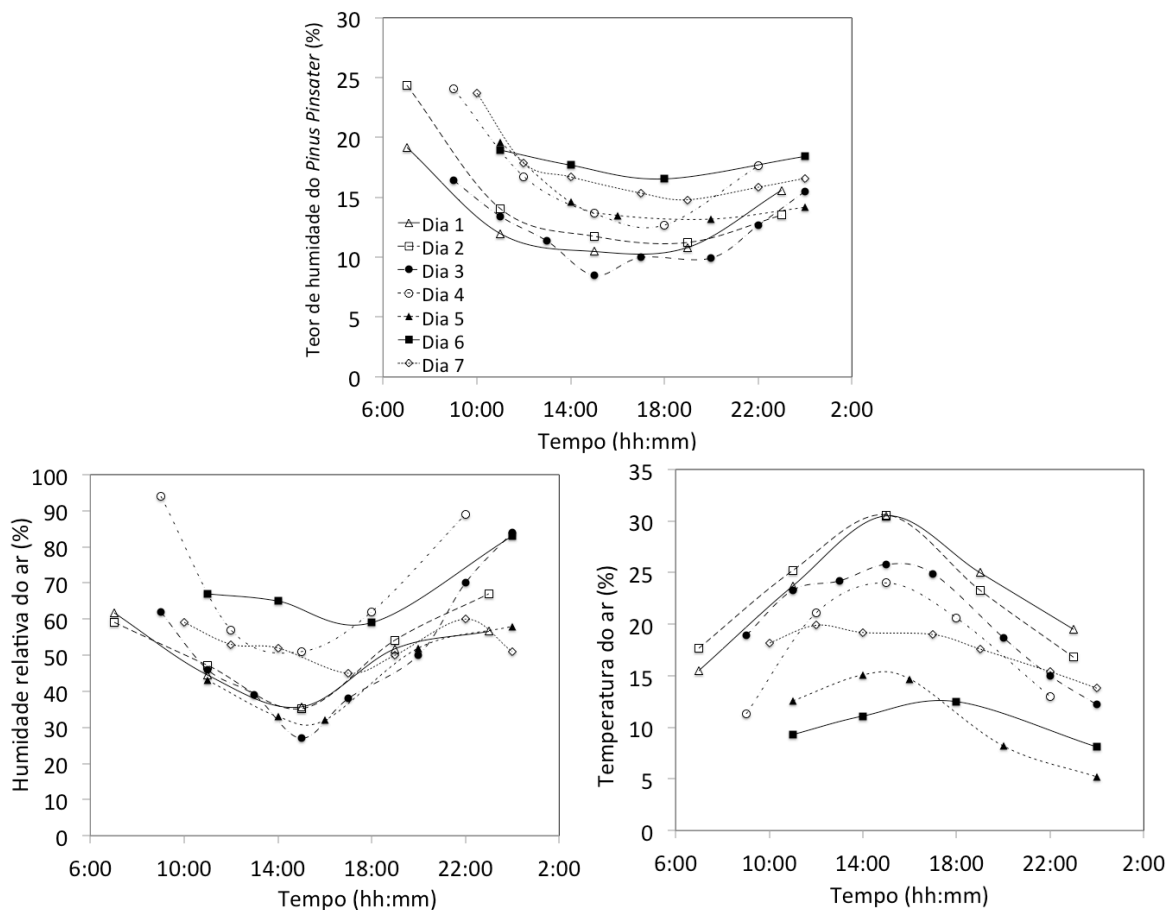 Teor de humidade do Pinus Pinsater (%)
30
25
20
15
10
5
0
Dia 1
Dia 2
Dia 3
Dia 4
Dia 5
Dia 6
Dia 7
6:00 10:00 14:00 18:00 22:00 2:00
Tempo (hh:mm)
Humidade relativa do ar (%)
100
90
80
70
60
50
40
30
20
10
0
6:00 10:00 14:00 18:00 22:00 2:00
Tempo (hh:mm)
Temperatura do ar (%)
35
30
25
20
15
10
5
0
6:00 10:00 14:00 18:00 22:00 2:00
Tempo (hh:mm)